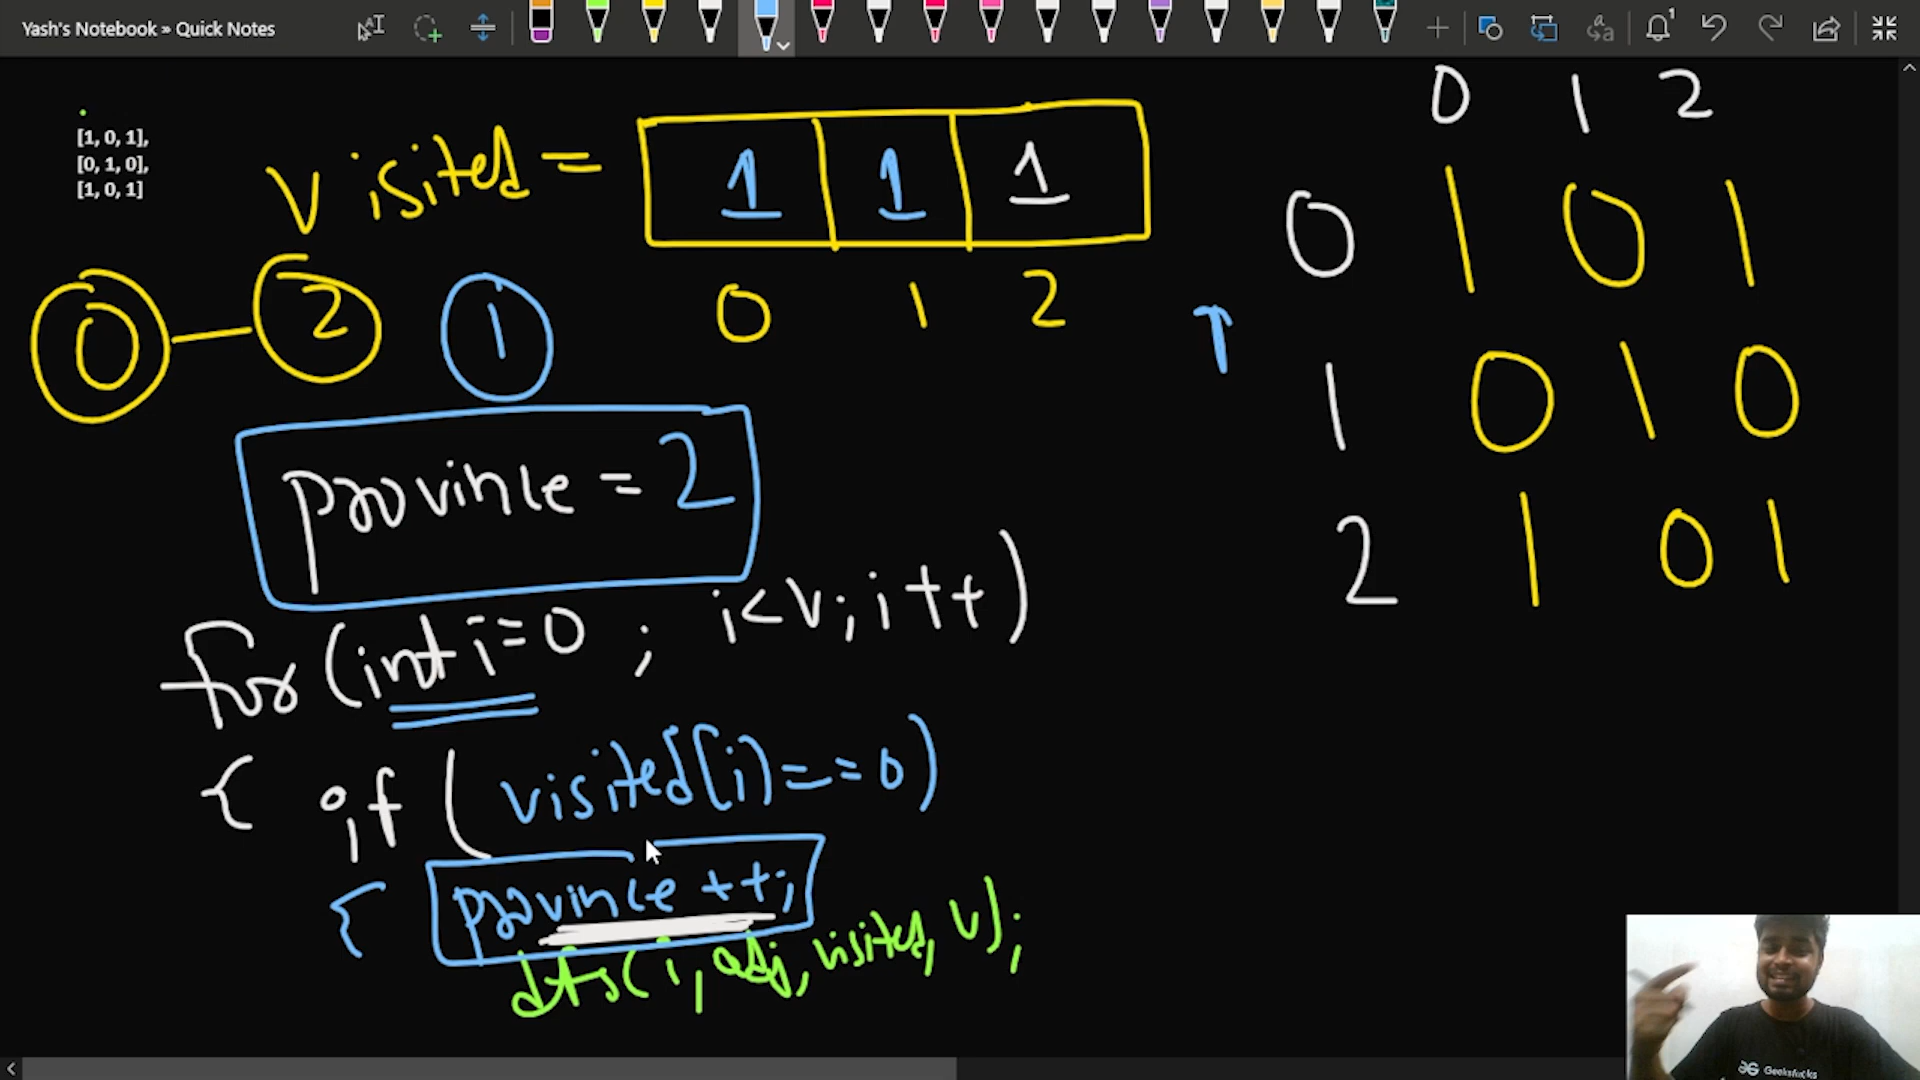 Yash's Notebook » Quick Notes
[1, 0, 1],
[0, 1, 0],
[1, 0, 1]
visited =
1 1 1
0 1 2
0 2 1
province = 2
for (int i=0 ; i<v; i++)
{ if ( visited[i]==0)
{ province ++;
dfs( i, adj, visited, v);
0 1 2
0 1 0 1
1 0 1 0
2 1 0 1